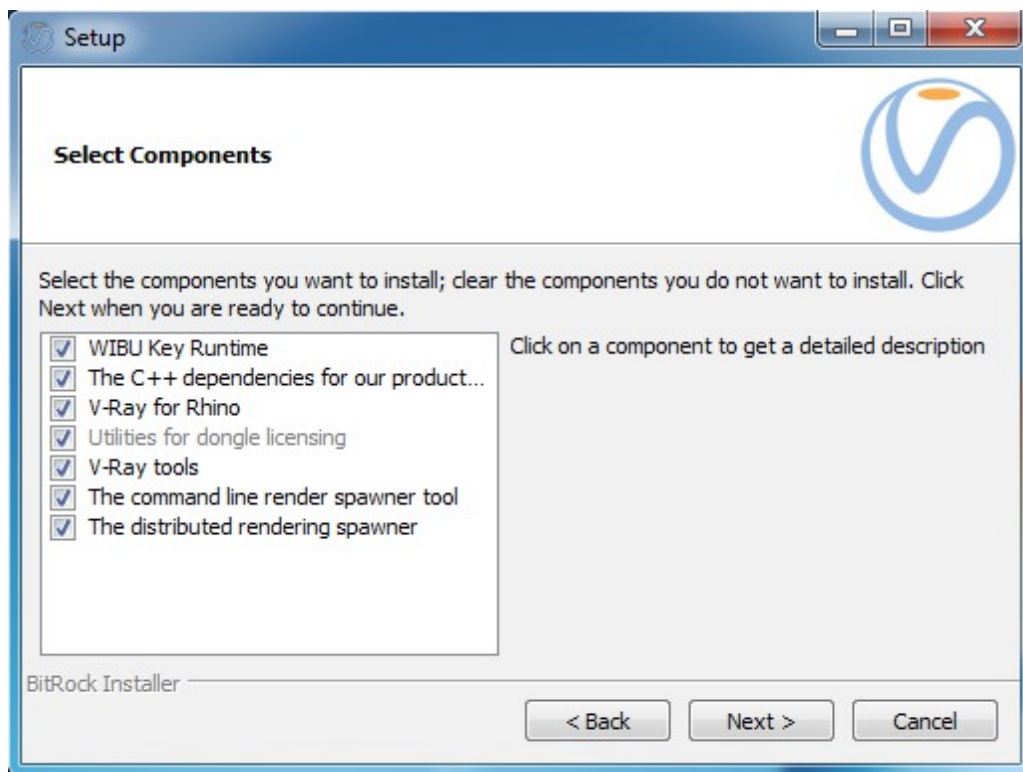 Setup
Select Components
Select the components you want to install; clear the components you do not want to install. Click
Next when you are ready to continue.
WIBU Key Runtime
The C++ dependencies for our product...
V-Ray for Rhino
Utilities for dongle licensing
V-Ray tools
The command line render spawner tool
The distributed rendering spawner
Click on a component to get a detailed description
BitRock Installer
< Back
Next >
Cancel